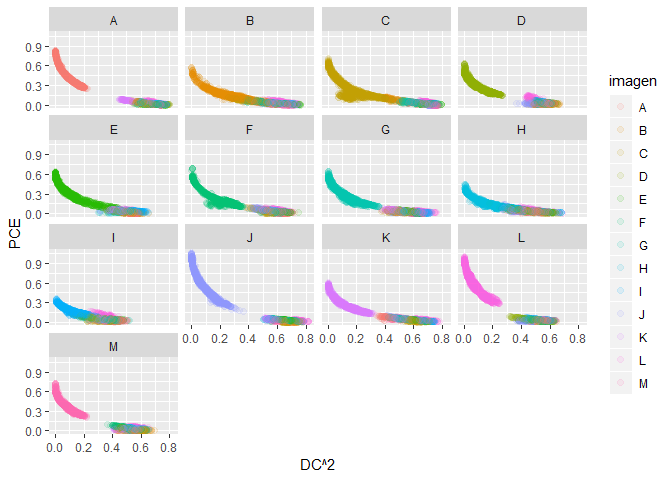 A B C D
0.9
0.6
0.3
0.0
E F G H
0.9
0.6
0.3
0.0
I J K L
0.9
0.6
0.3
0.0
0.0 0.2 0.4 0.6 0.8 0.0 0.2 0.4 0.6 0.8 0.0 0.2 0.4 0.6 0.8
M
0.9
0.6
0.3
0.0
0.0 0.2 0.4 0.6 0.8
PCE
DC^2
imagen
A
B
C
D
E
F
G
H
I
J
K
L
M